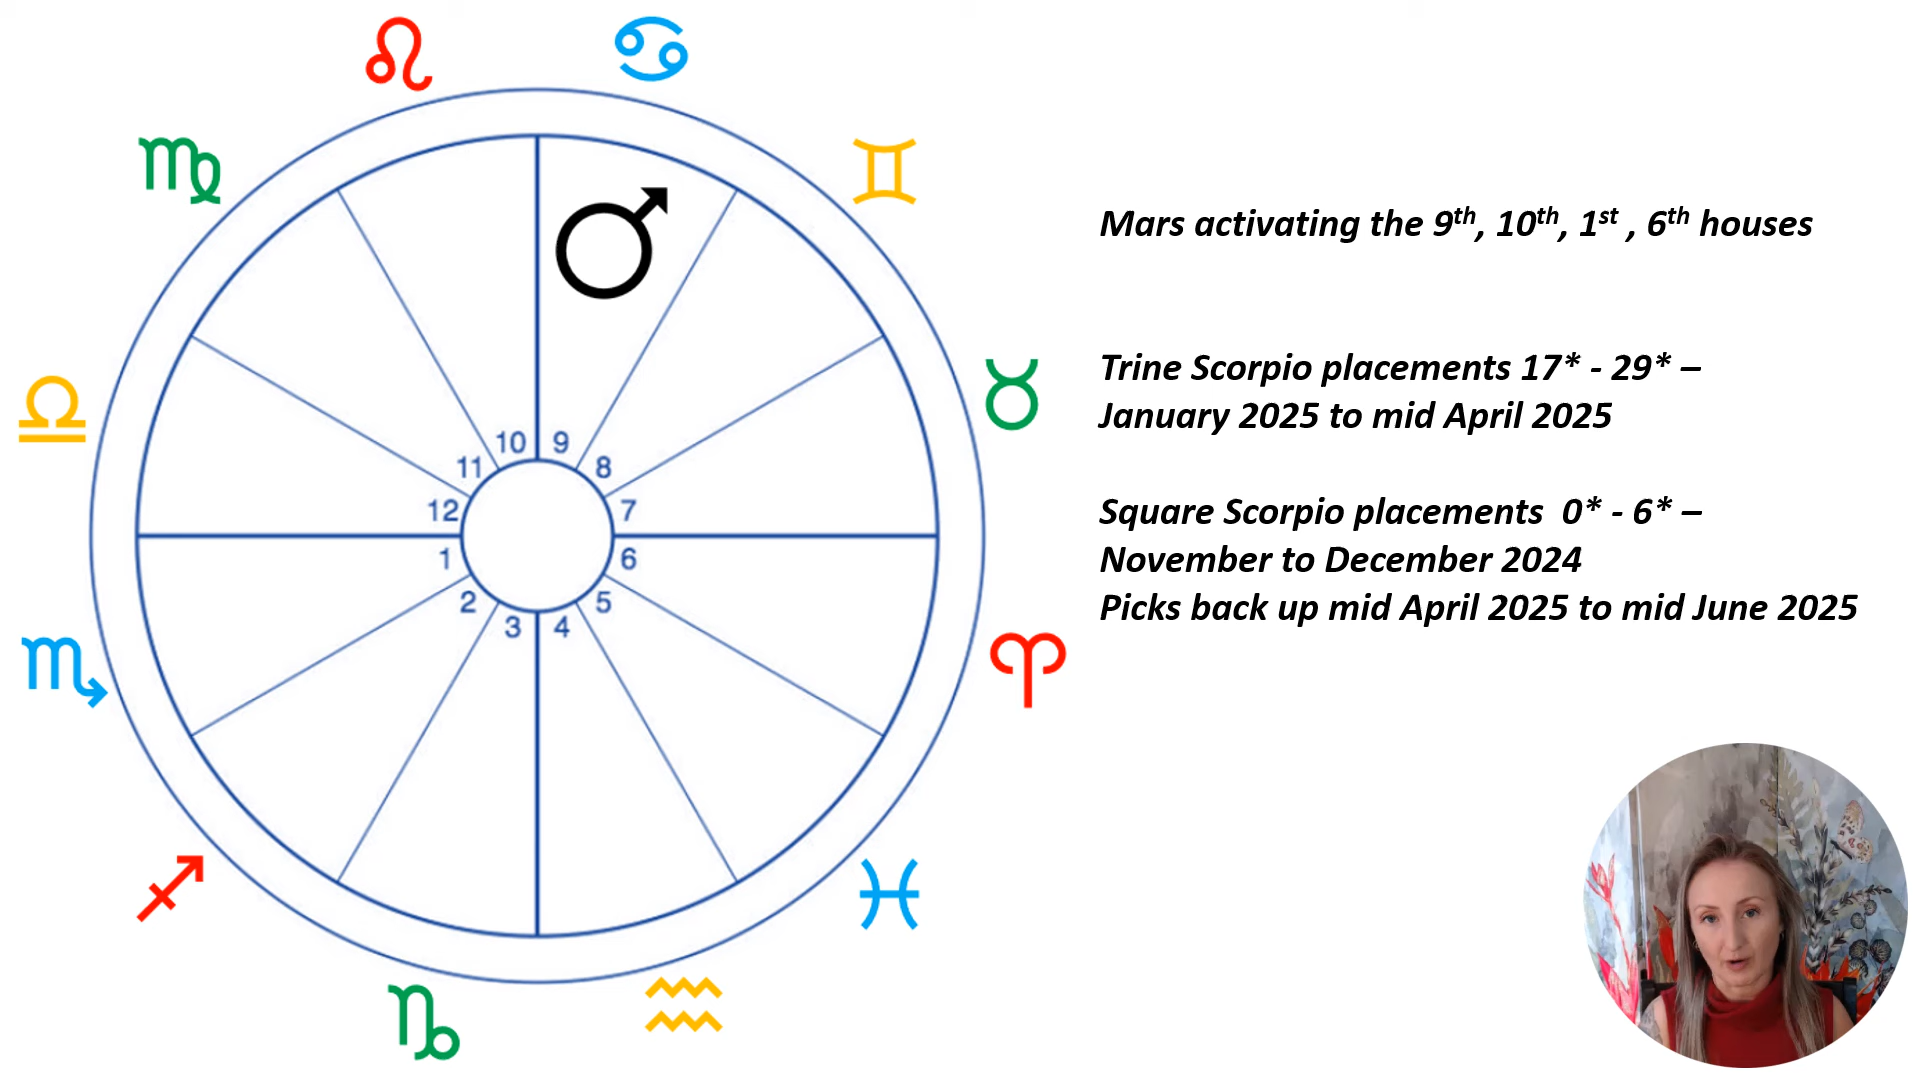 Mars activating the 9th, 10th, 1st , 6th houses
Trine Scorpio placements 17* - 29* –
January 2025 to mid April 2025
Square Scorpio placements 0* - 6* –
November to December 2024
Picks back up mid April 2025 to mid June 2025
10 9
11 8
12 7
1 6
2 5
3 4